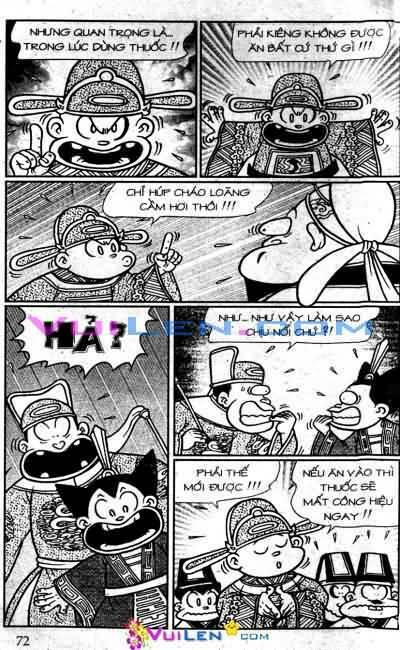 NHƯNG QUAN TRỌNG LÀ...
TRONG LÚC DÙNG THUỐC !!
PHẢI KIÊNG KHÔNG ĐƯỢC
ĂN BẤT CỨ THỨ GÌ !!!
CHỈ HÚP CHÁO LOÃNG
CẦM HƠI THÔI !!!
HẢ?
NHƯ... NHƯ VẬY LÀM SAO
CHỊU NỔI CHỨ ?!
VUILEN.COM
PHẢI THẾ
MỚI ĐƯỢC !!!
NẾU ĂN VÀO THÌ
THUỐC SẼ
MẤT CÔNG HIỆU
NGAY !!
72
VUILEN.COM